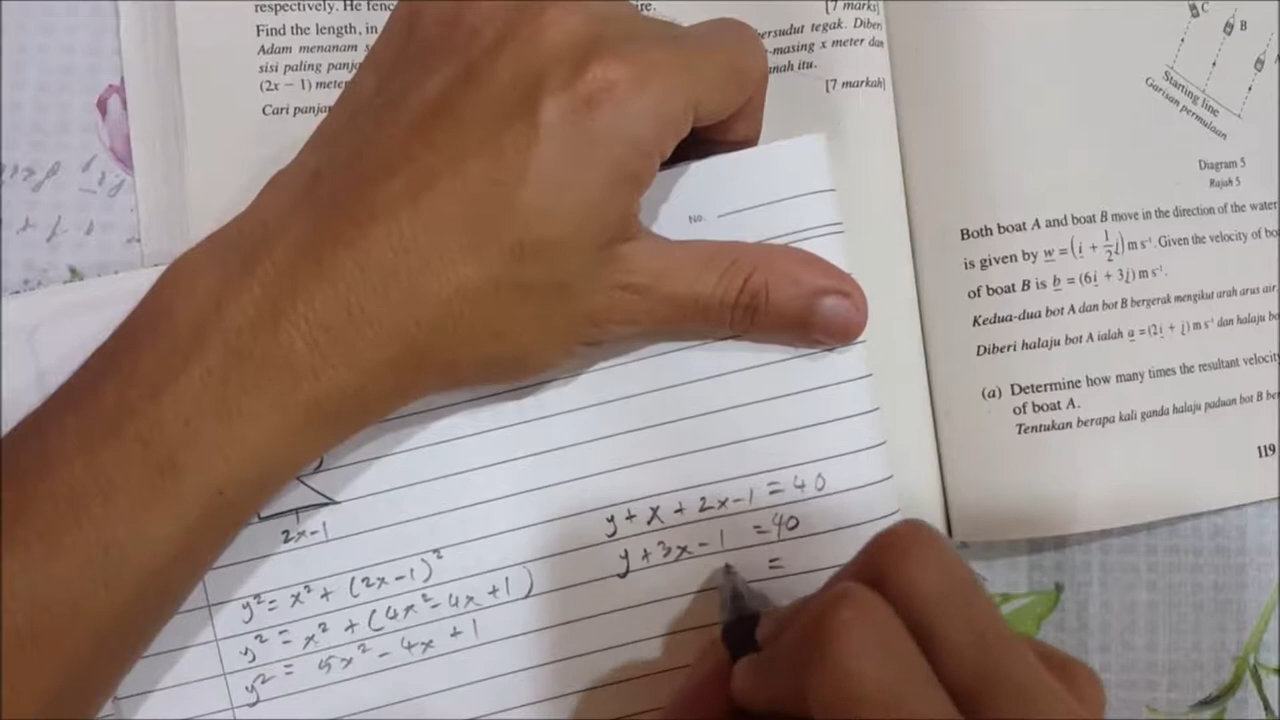 respectively. He fenc
ire.
[7 marks]
Find the length, in
Adam menanam s
bersudut tegak. Diberi
sisi paling panja
-masing x meter dan
(2x − 1) mete
anah itu.
[7 markah]
Cari panja
C
B
Starting line
Garisan permulaan
Diagram 5
Rajah 5
Both boat A and boat B move in the direction of the water
is given by w = (i + 1/2 j) m s⁻¹. Given the velocity of bo
of boat B is b = (6i + 3j) m s⁻¹.
Kedua-dua bot A dan bot B bergerak mengikut arah arus air.
Diberi halaju bot A ialah a = (2i + j) m s⁻¹ dan halaju bo
(a) Determine how many times the resultant velocity
of boat A.
Tentukan berapa kali ganda halaju paduan bot B be
119
No.
2x-1
y² = x² + (2x-1)²
y² = x² + (4x² - 4x + 1)
y² = 5x² - 4x + 1
y + x + 2x - 1 = 40
y + 3x - 1 = 40
=